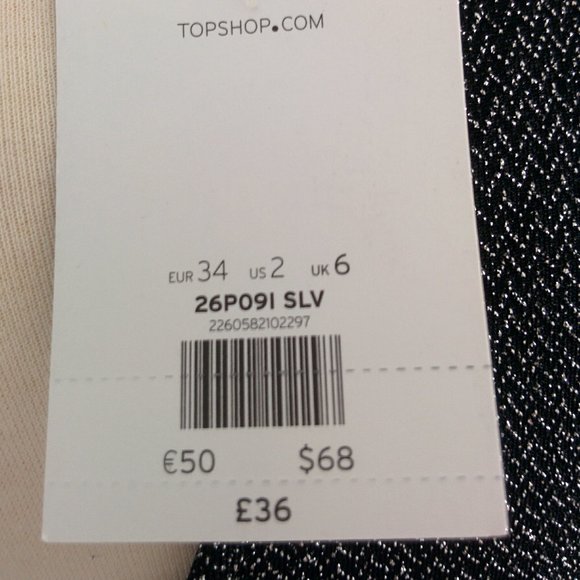 TOPSHOP.COM
EUR 34 US 2 UK 6
26P09I SLV
2260582102297
€50 $68
£36